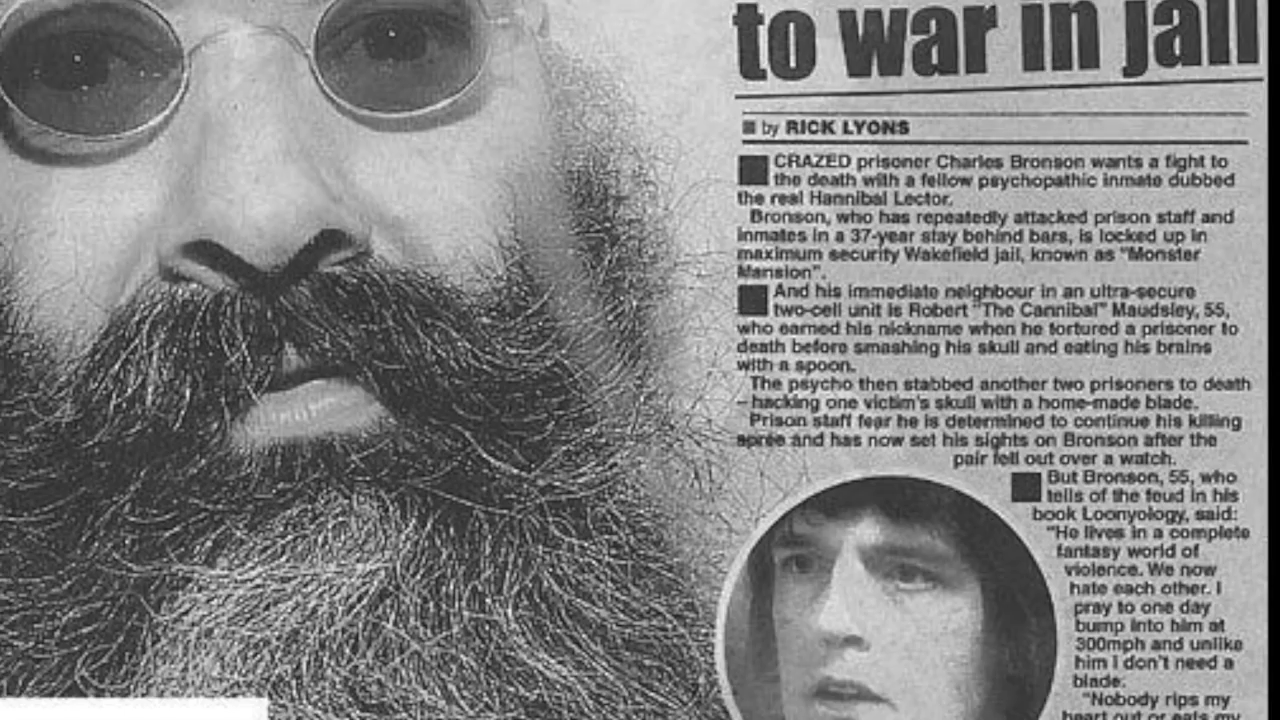 to war in jail
by RICK LYONS
CRAZED prisoner Charles Bronson wants a fight to
the death with a fellow psychopathic inmate dubbed
the real Hannibal Lector.
Bronson, who has repeatedly attacked prison staff and
inmates in a 37-year stay behind bars, is locked up in
maximum security Wakefield jail, known as "Monster
Mansion".
And his immediate neighbour in an ultra-secure
two-cell unit is Robert "The Cannibal" Maudsley, 55,
who earned his nickname when he tortured a prisoner to
death before smashing his skull and eating his brains
with a spoon.
The psycho then stabbed another two prisoners to death
– hacking one victim's skull with a home-made blade.
Prison staff fear he is determined to continue his killing
spree and has now set his sights on Bronson after the
pair fell out over a watch.
But Bronson, 55, who
tells of the feud in his
book Loonyology, said:
"He lives in a complete
fantasy world of
violence. We now
hate each other. I
pray to one day
bump into him at
300mph and unlike
him I don't need a
blade.
"Nobody rips my
heart out or eats my